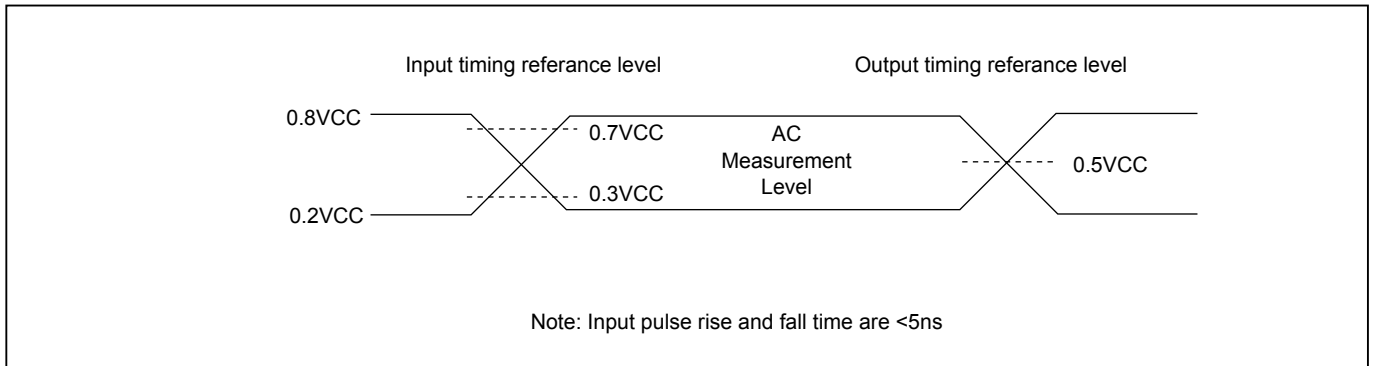 Input timing referance level
Output timing referance level
0.8VCC
0.7VCC
AC
Measurement
Level
0.5VCC
0.3VCC
0.2VCC
Note: Input pulse rise and fall time are <5ns